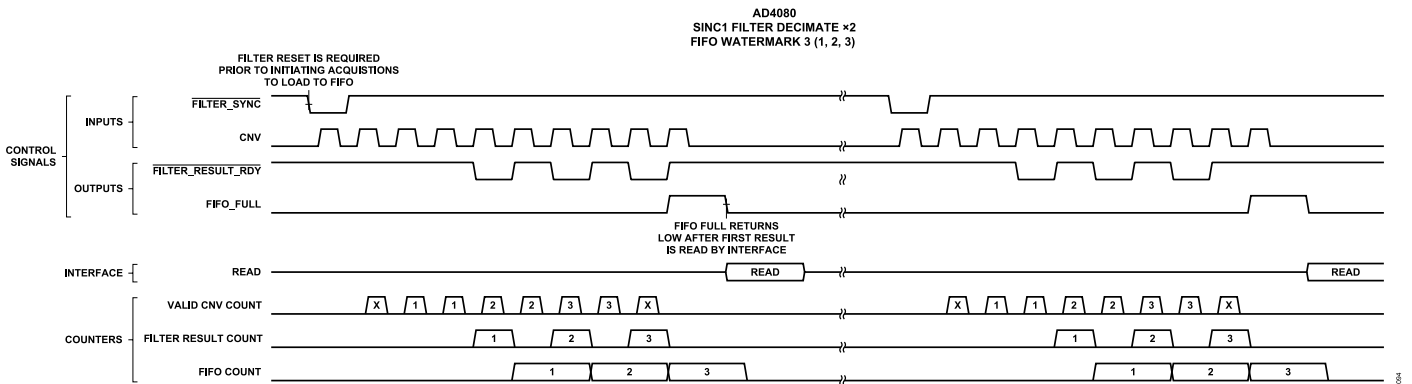 AD4080
SINC1 FILTER DECIMATE ×2
FIFO WATERMARK 3 (1, 2, 3)
FILTER RESET IS REQUIRED
PRIOR TO INITIATING ACQUISTIONS
TO LOAD TO FIFO
CONTROL
SIGNALS
INPUTS
FILTER_SYNC
CNV
OUTPUTS
FILTER_RESULT_RDY
FIFO_FULL
FIFO FULL RETURNS
LOW AFTER FIRST RESULT
IS READ BY INTERFACE
INTERFACE
READ
READ
READ
COUNTERS
VALID CNV COUNT
X 1 1 2 2 3 3 X
X 1 1 2 2 3 3 X
FILTER RESULT COUNT
1 2 3
1 2 3
FIFO COUNT
1 2 3
1 2 3
094